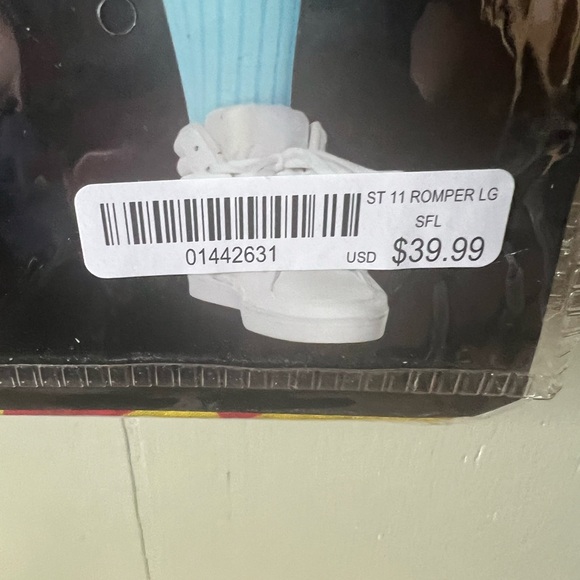 ST 11 ROMPER LG
SFL
01442631
USD $39.99